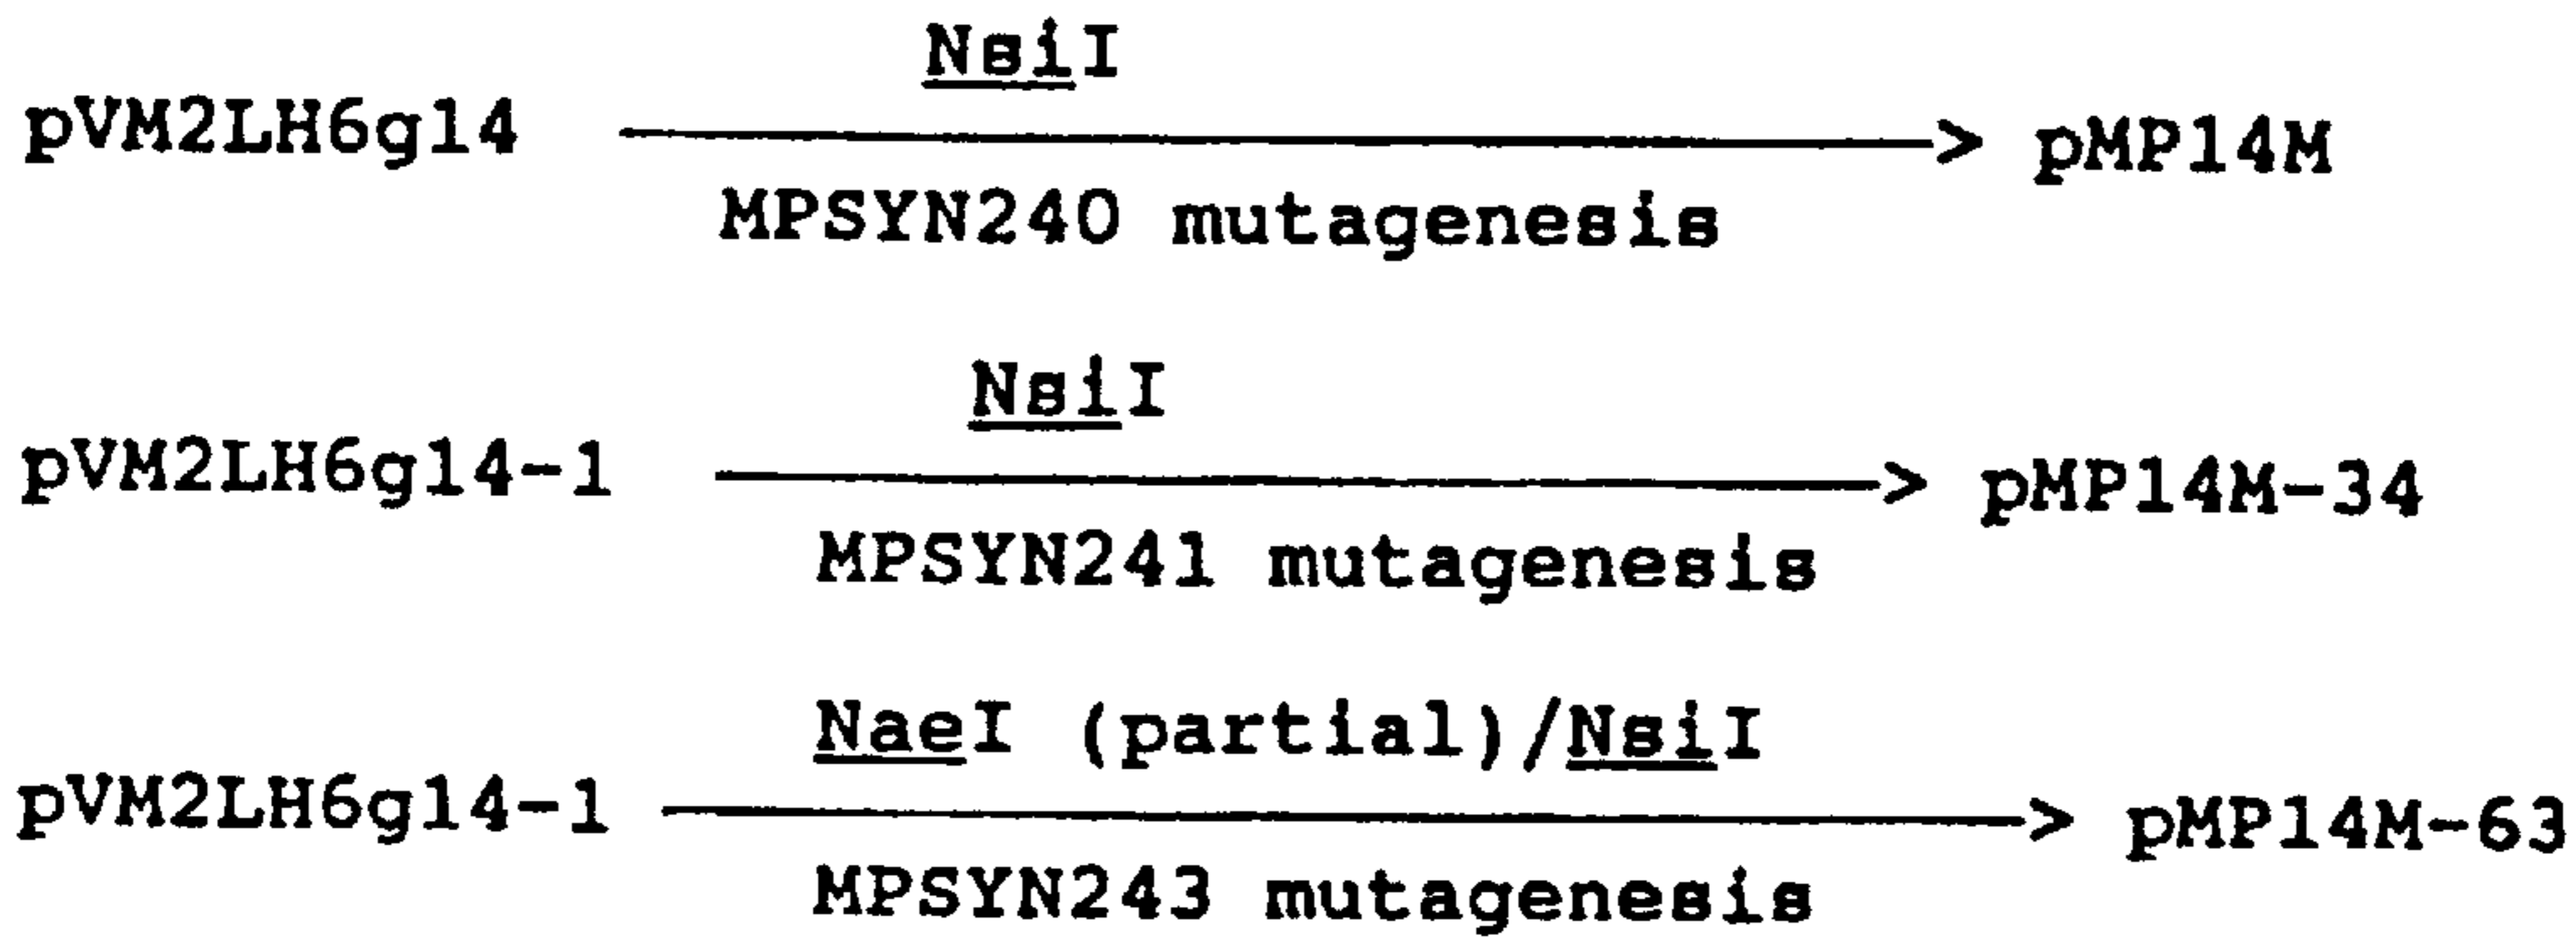 NsiI
pVM2LH6g14 ————> pMP14M
MPSYN240 mutagenesis
NsiI
pVM2LH6g14-1 ————> pMP14M-34
MPSYN241 mutagenesis
NaeI (partial)/NsiI
pVM2LH6g14-1 ————> pMP14M-63
MPSYN243 mutagenesis